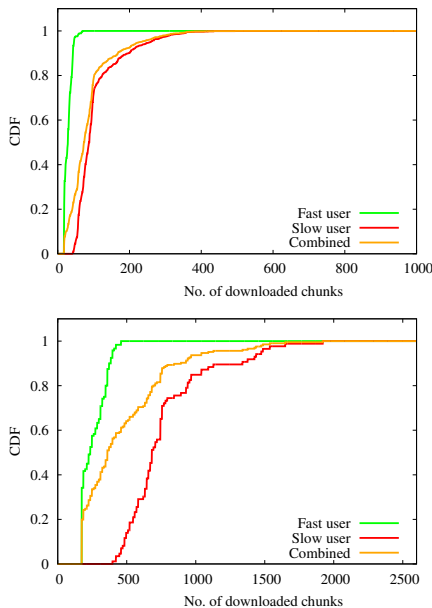 1
0.8
0.6
0.4
0.2
0
CDF
Fast user
Slow user
Combined
0 200 400 600 800 1000
No. of downloaded chunks
1
0.8
0.6
0.4
0.2
0
CDF
Fast user
Slow user
Combined
0 500 1000 1500 2000 2500
No. of downloaded chunks